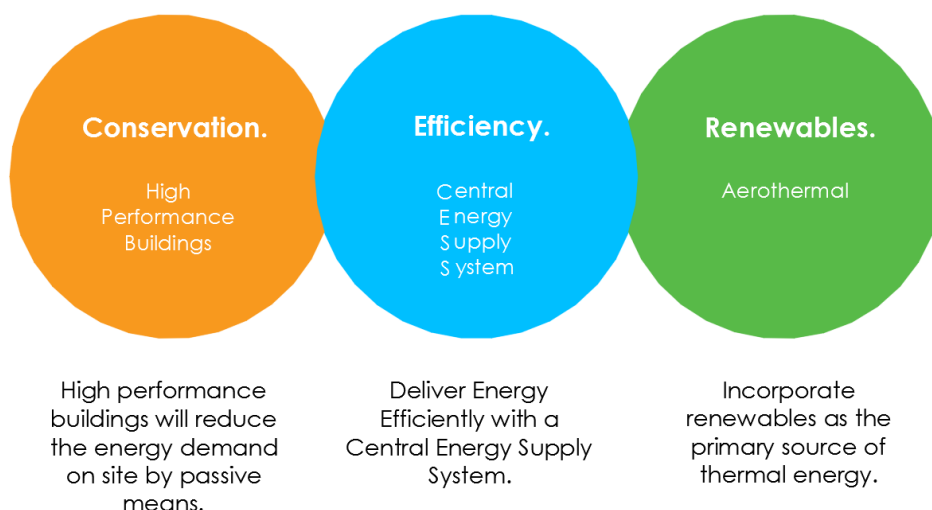 Conservation.
High
Performance
Buildings
Efficiency.
Central
Energy
Supply
System
Renewables.
Aerothermal
High performance
buildings will reduce
the energy demand
on site by passive
means.
Deliver Energy
Efficiently with a
Central Energy Supply
System.
Incorporate
renewables as the
primary source of
thermal energy.